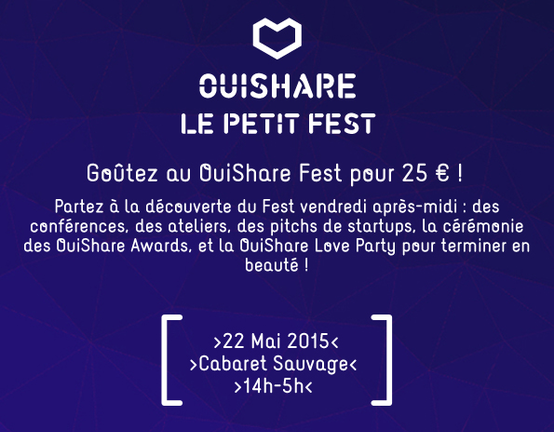 OUISHARE
LE PETIT FEST
Goûtez au OuiShare Fest pour 25 € !
Partez à la découverte du Fest vendredi après-midi : des
conférences, des ateliers, des pitchs de startups, la cérémonie
des OuiShare Awards, et la OuiShare Love Party pour terminer en
beauté !
>22 Mai 2015<
>Cabaret Sauvage<
>14h-5h<